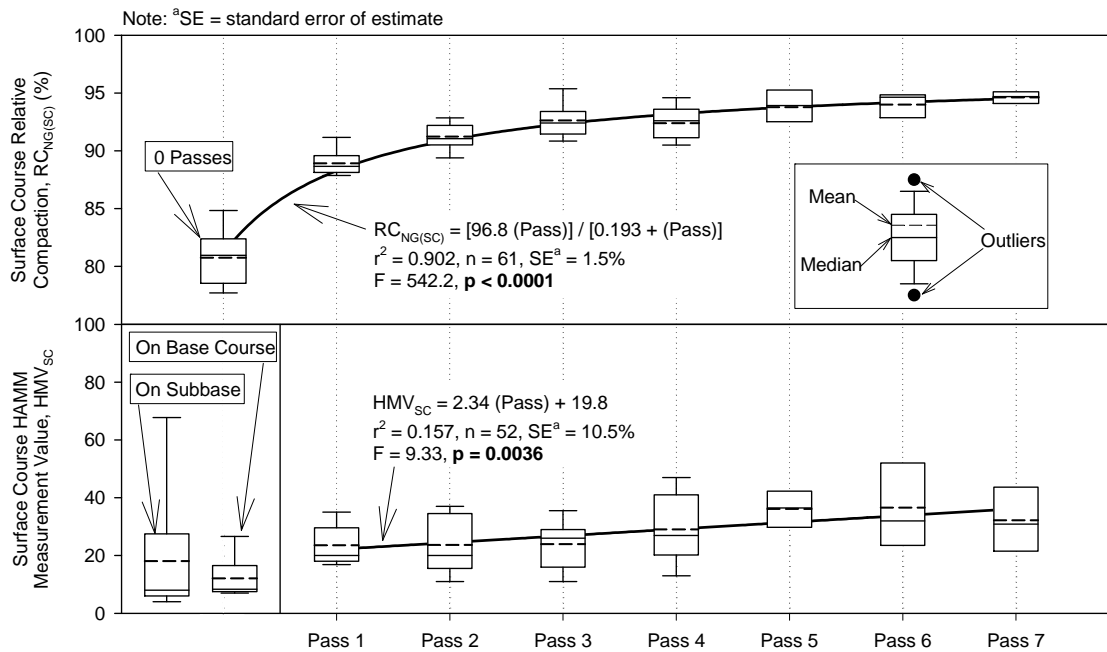 Note: ᵃSE = standard error of estimate
Surface Course Relative
Compaction, RC_NG(SC) (%)
100
95
90
85
80
0 Passes
RC_NG(SC) = [96.8 (Pass)] / [0.193 + (Pass)]
r² = 0.902, n = 61, SEᵃ = 1.5%
F = 542.2, p < 0.0001
Mean
Median
Outliers
Surface Course HAMM
Measurement Value, HMV_SC
100
80
60
40
20
0
On Base Course
On Subbase
HMV_SC = 2.34 (Pass) + 19.8
r² = 0.157, n = 52, SEᵃ = 10.5%
F = 9.33, p = 0.0036
Pass 1 Pass 2 Pass 3 Pass 4 Pass 5 Pass 6 Pass 7